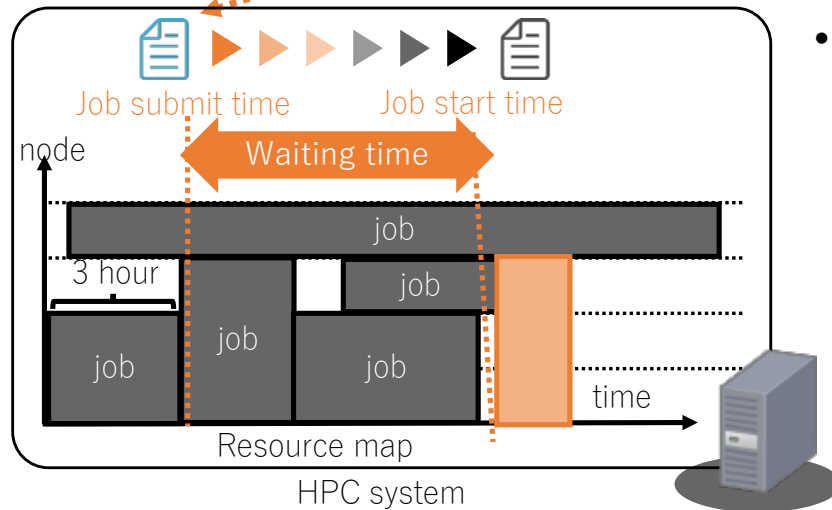 •
Job submit time
Job start time
node
Waiting time
job
3 hour
job
job
job
job
time
Resource map
HPC system